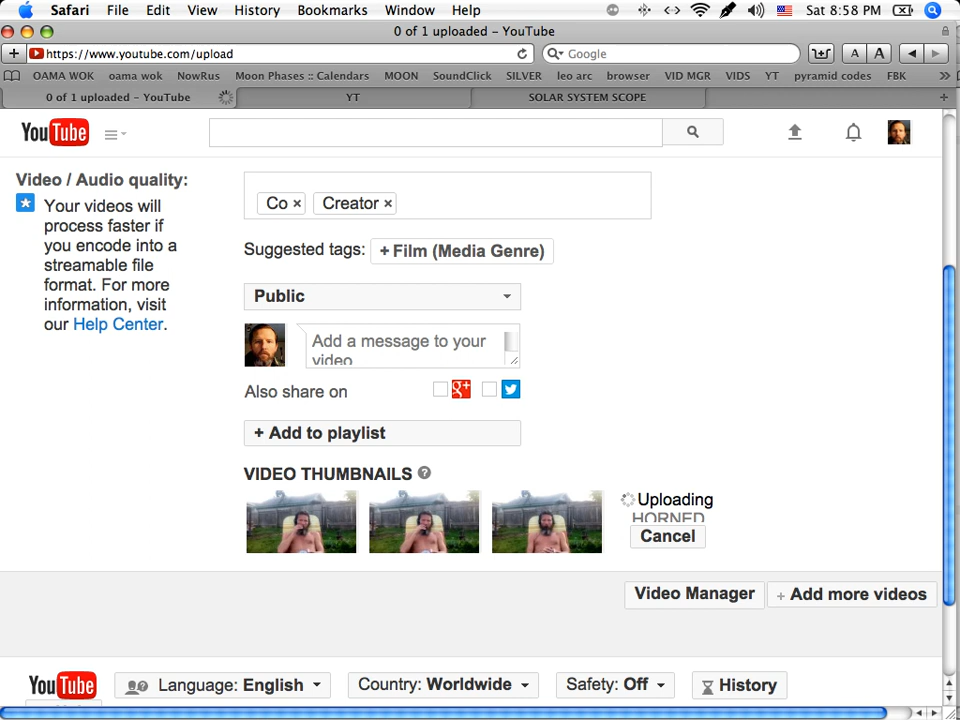 Safari File Edit View History Bookmarks Window Help Sat 8:58 PM
0 of 1 uploaded – YouTube
+ https://www.youtube.com/upload Google A A
OAMA WOK oama wok NowRus Moon Phases :: Calendars MOON SoundClick SILVER leo arc browser VID MGR VIDS YT pyramid codes FBK >>
0 of 1 uploaded – YouTube YT SOLAR SYSTEM SCOPE +
YouTube
Video / Audio quality:
Your videos will
process faster if
you encode into a
streamable file
format. For more
information, visit
our Help Center.
Co × Creator ×
Suggested tags: + Film (Media Genre)
Public
Add a message to your
video
Also share on g+
+ Add to playlist
VIDEO THUMBNAILS ?
Uploading
HORNED
Cancel
Video Manager + Add more videos
YouTube Language: English Country: Worldwide Safety: Off History